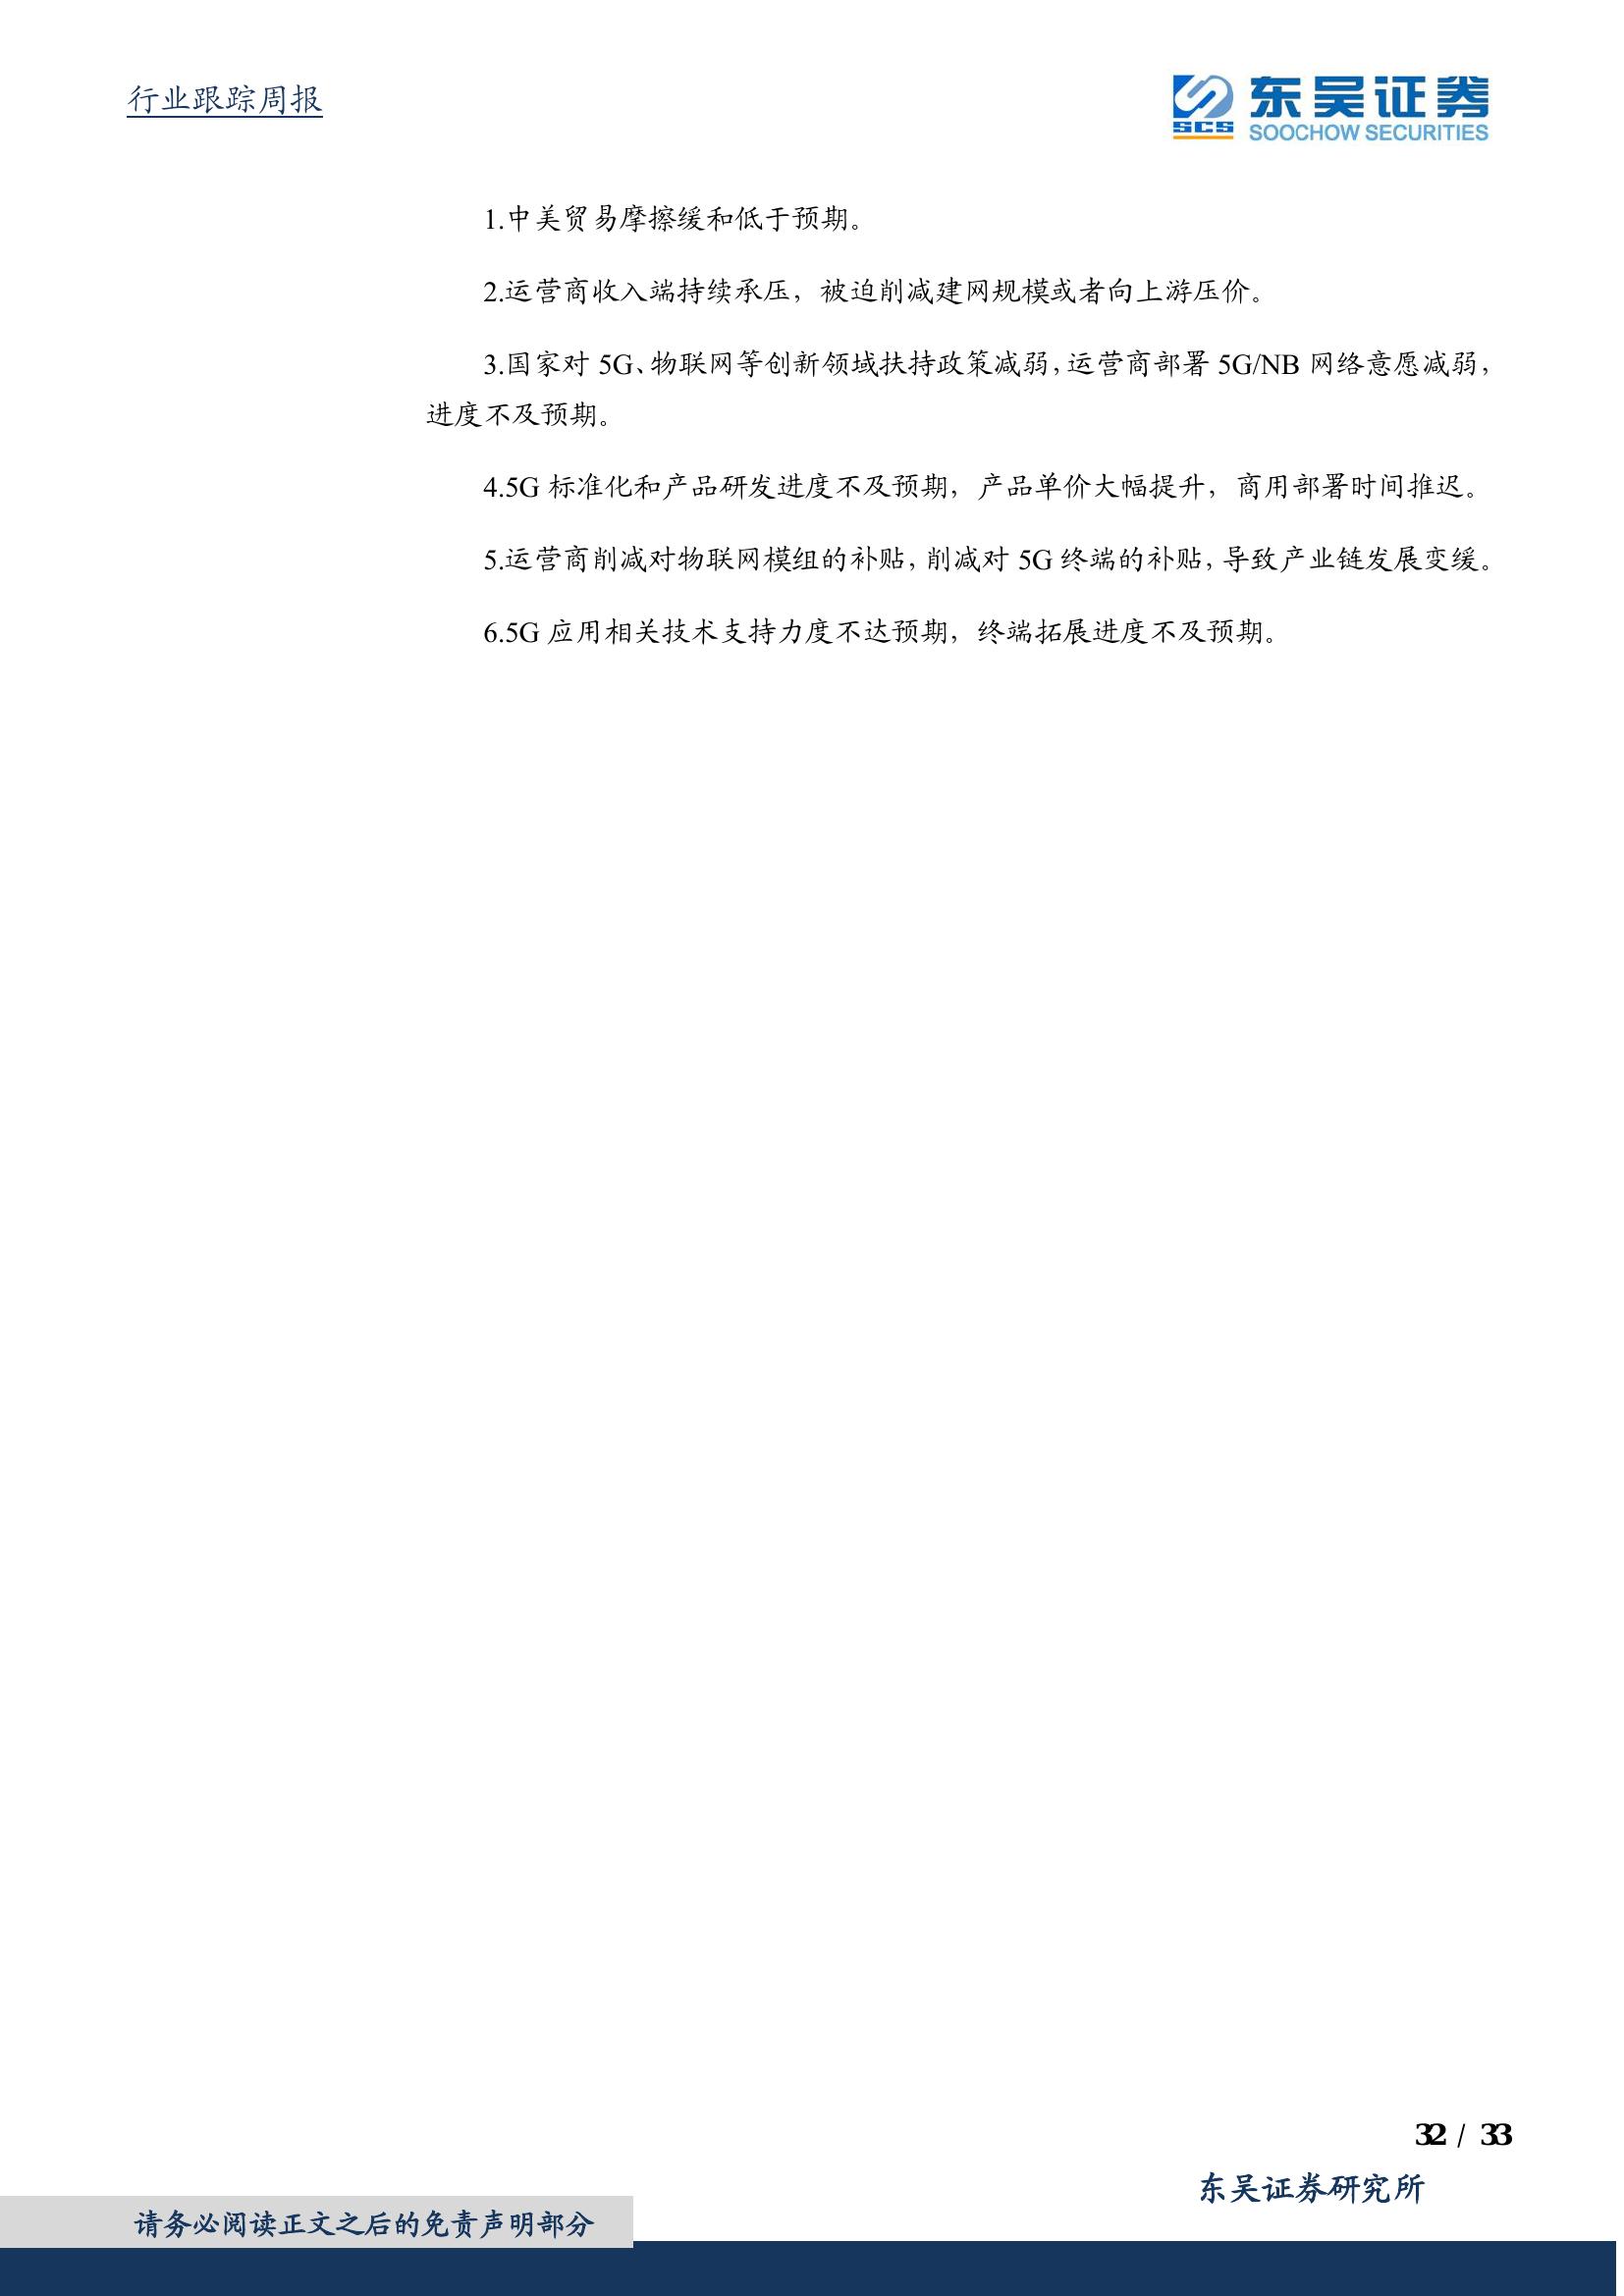 行业跟踪周报
SCS
东吴证券
SOOCHOW SECURITIES
1.中美贸易摩擦缓和低于预期。
2.运营商收入端持续承压，被迫削减建网规模或者向上游压价。
3.国家对 5G、物联网等创新领域扶持政策减弱，运营商部署 5G/NB 网络意愿减弱，
进度不及预期。
4.5G 标准化和产品研发进度不及预期，产品单价大幅提升，商用部署时间推迟。
5.运营商削减对物联网模组的补贴，削减对 5G 终端的补贴，导致产业链发展变缓。
6.5G 应用相关技术支持力度不达预期，终端拓展进度不及预期。
32 / 33
东吴证券研究所
请务必阅读正文之后的免责声明部分